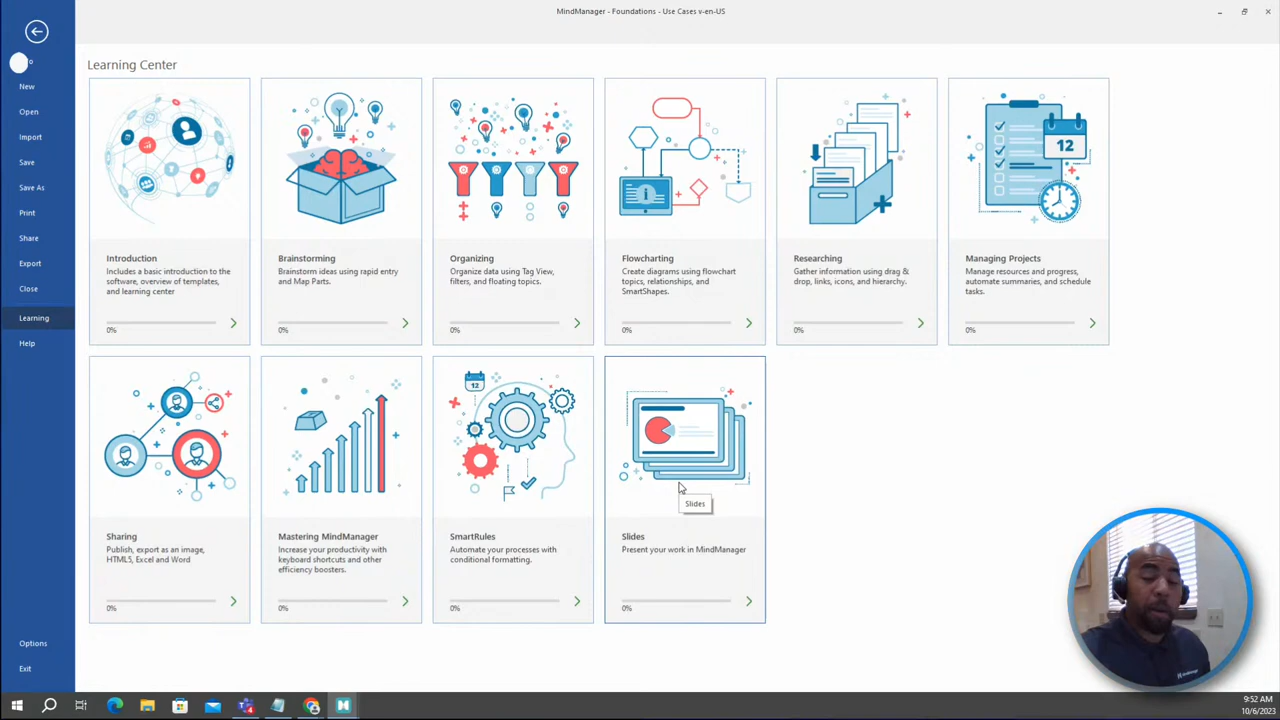 MindManager - Foundations - Use Cases v-en-US
New
Open
Import
Save
Save As
Print
Share
Export
Close
Learning
Help
Options
Exit
Learning Center
12
Introduction
Includes a basic introduction to the
software, overview of templates,
and learning center
0%
Brainstorming
Brainstorm ideas using rapid entry
and Map Parts.
0%
Organizing
Organize data using Tag View,
filters, and floating topics.
0%
Flowcharting
Create diagrams using flowchart
topics, relationships, and
SmartShapes.
0%
Researching
Gather information using drag &
drop, links, icons, and hierarchy.
0%
Managing Projects
Manage resources and progress,
automate summaries, and schedule
tasks.
0%
12
Slides
Sharing
Publish, export as an image,
HTML5, Excel and Word
0%
Mastering MindManager
Increase your productivity with
keyboard shortcuts and other
efficiency boosters.
0%
SmartRules
Automate your processes with
conditional formatting.
0%
Slides
Present your work in MindManager
0%
9:52 AM
10/6/2023